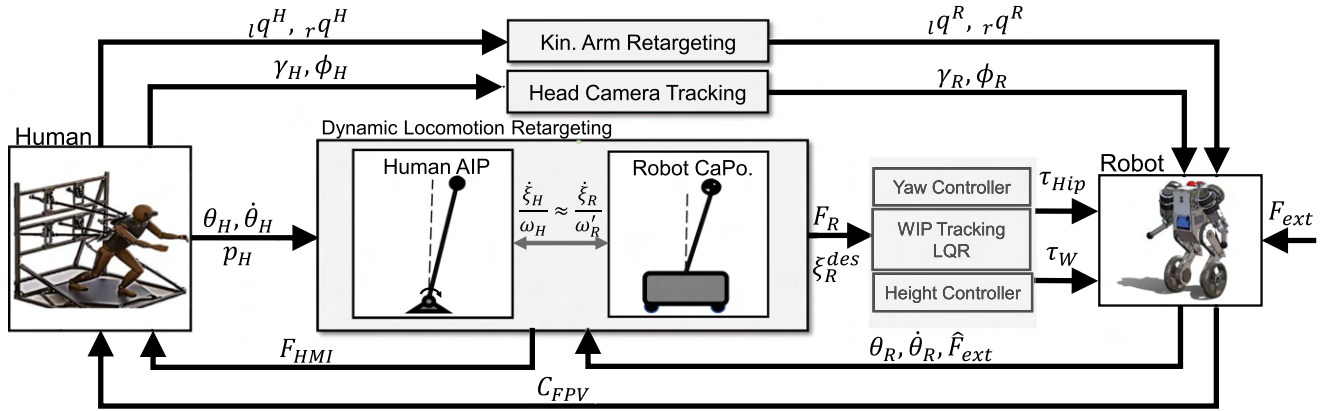 ₗq^H, ᵣq^H
Kin. Arm Retargeting
ₗq^R, ᵣq^R
γ_H, ϕ_H
Head Camera Tracking
γ_R, ϕ_R
Human
Dynamic Locomotion Retargeting
Robot
Human AIP
Robot CaPo.
θ_H, θ̇_H
p_H
ξ̇_H/ω_H ≈ ξ̇_R/ω′_R
F_R
ξ_R^des
Yaw Controller
WIP Tracking
LQR
Height Controller
τ_Hip
τ_W
F_ext
F_HMI
θ_R, θ̇_R, F̂_ext
C_FPV